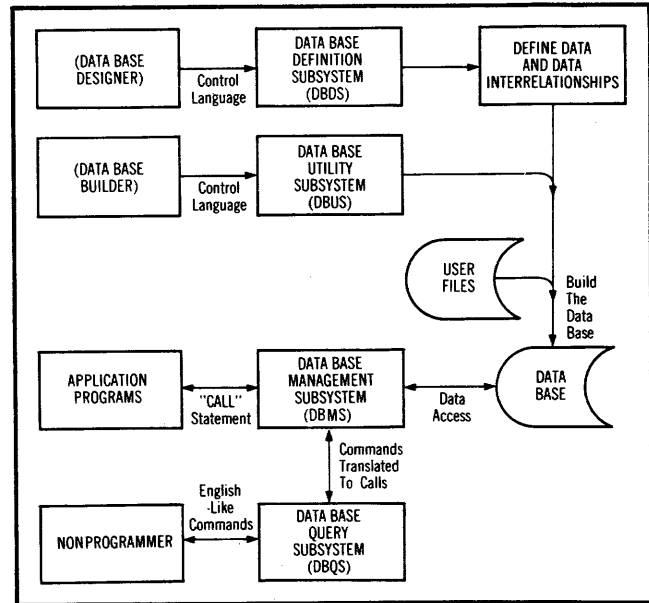 (DATA BASE
DESIGNER)
Control
Language
DATA BASE
DEFINITION
SUBSYSTEM
(DBDS)
DEFINE DATA
AND DATA
INTERRELATIONSHIPS
(DATA BASE
BUILDER)
Control
Language
DATA BASE
UTILITY
SUBSYSTEM
(DBUS)
USER
FILES
Build
The
Data
Base
APPLICATION
PROGRAMS
"CALL"
Statement
DATA BASE
MANAGEMENT
SUBSYSTEM
(DBMS)
Data
Access
DATA
BASE
Commands
Translated
To Calls
NONPROGRAMMER
English
-Like
Commands
DATA BASE
QUERY
SUBSYSTEM
(DBQS)